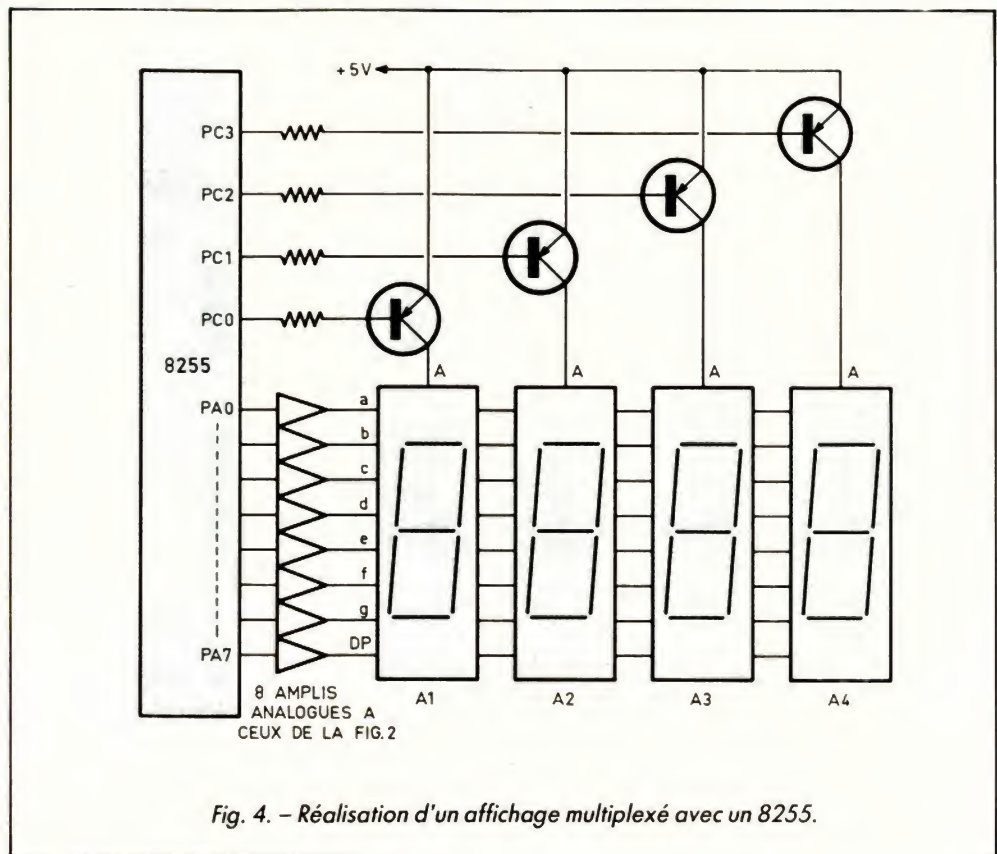 +5V
PC3
PC2
PC1
PC0
8255
A A A A
PA0
a
b
c
d
e
f
g
DP
PA7
8 AMPLIS
ANALOGUES A
CEUX DE LA FIG.2
A1 A2 A3 A4
Fig. 4. – Réalisation d'un affichage multiplexé avec un 8255.